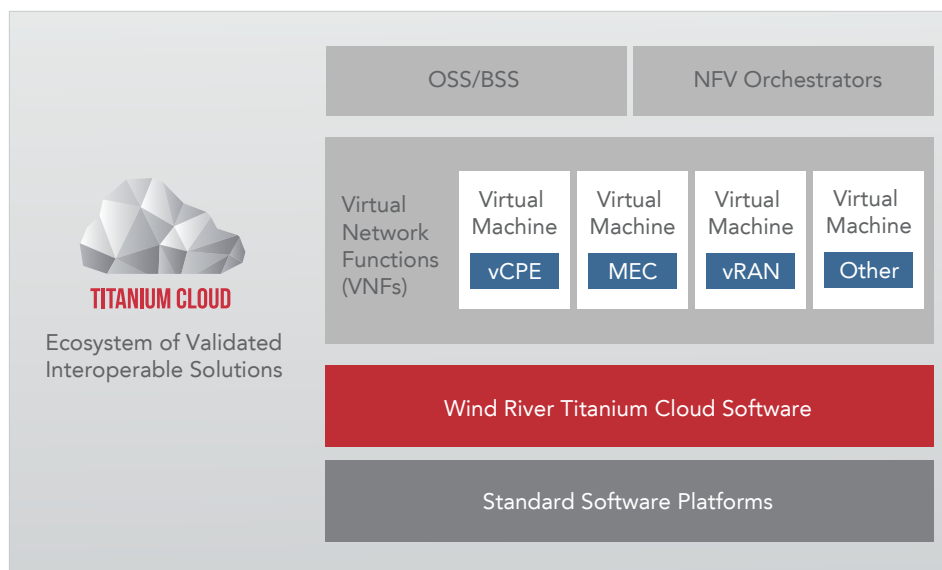 OSS/BSS
NFV Orchestrators
Virtual
Network
Functions
(VNFs)
Virtual
Machine
vCPE
Virtual
Machine
MEC
Virtual
Machine
vRAN
Virtual
Machine
Other
TITANIUM CLOUD
Ecosystem of Validated
Interoperable Solutions
Wind River Titanium Cloud Software
Standard Software Platforms